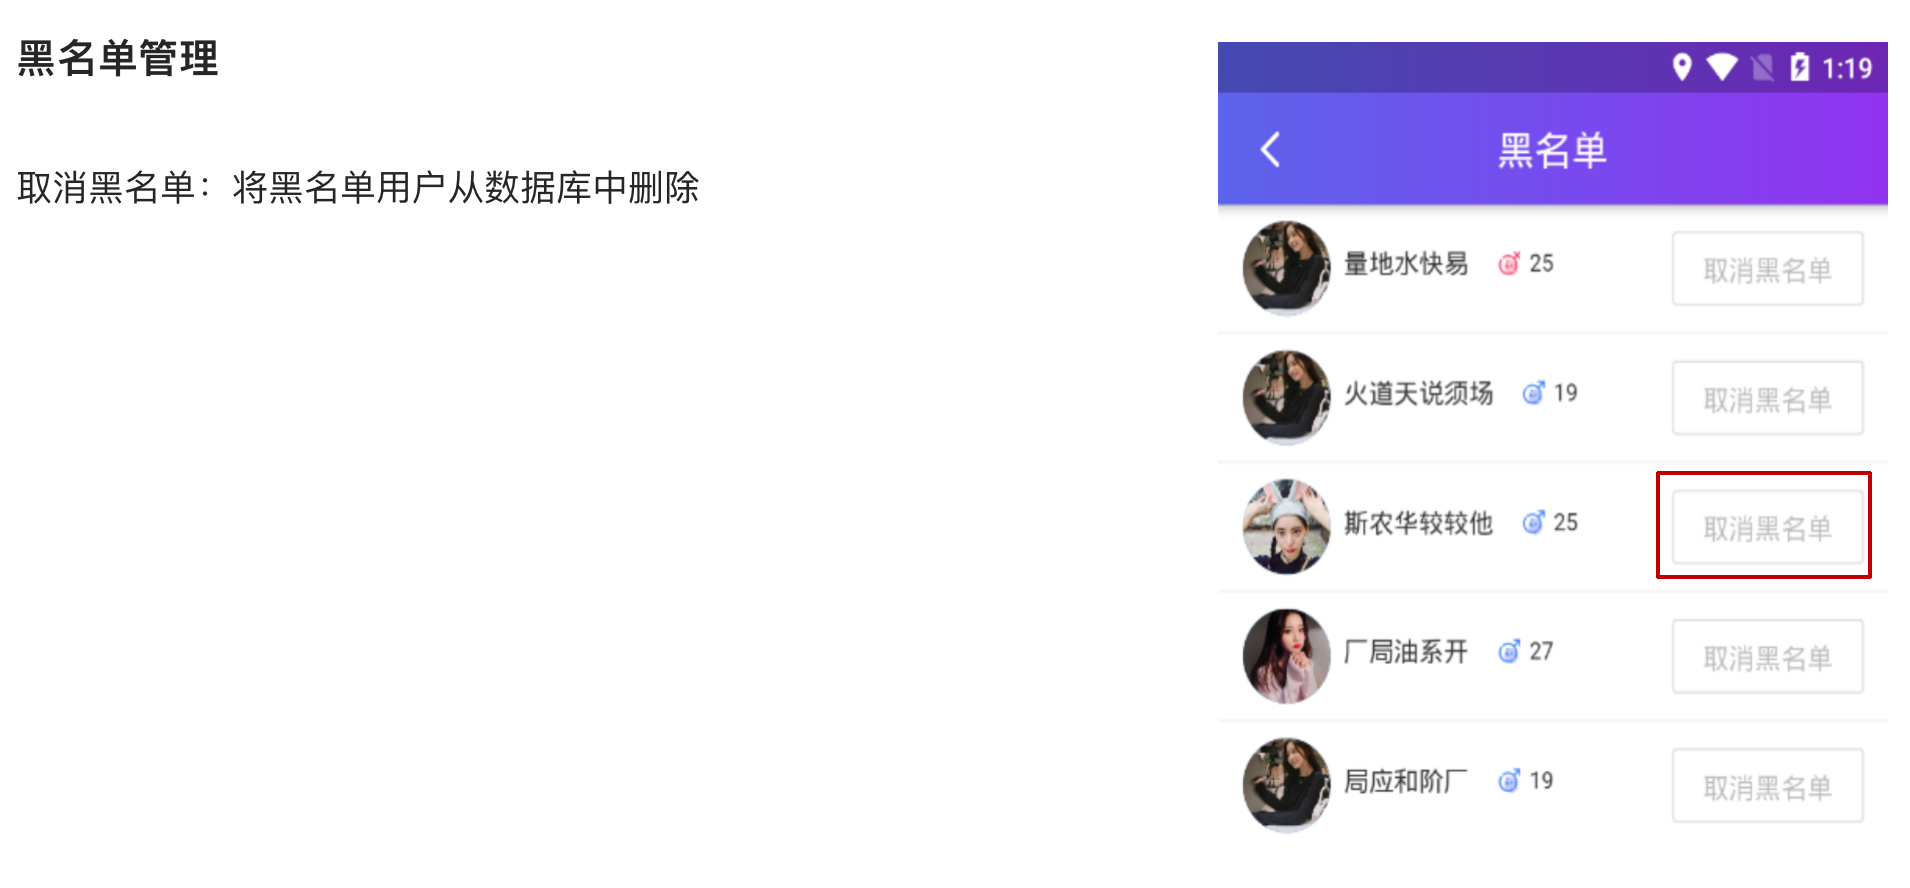 黑名单管理
取消黑名单：将黑名单用户从数据库中删除
1:19
黑名单
量地水快易 25 取消黑名单
火道天说须场 19 取消黑名单
斯农华较较他 25 取消黑名单
厂局油系开 27 取消黑名单
局应和阶厂 19 取消黑名单